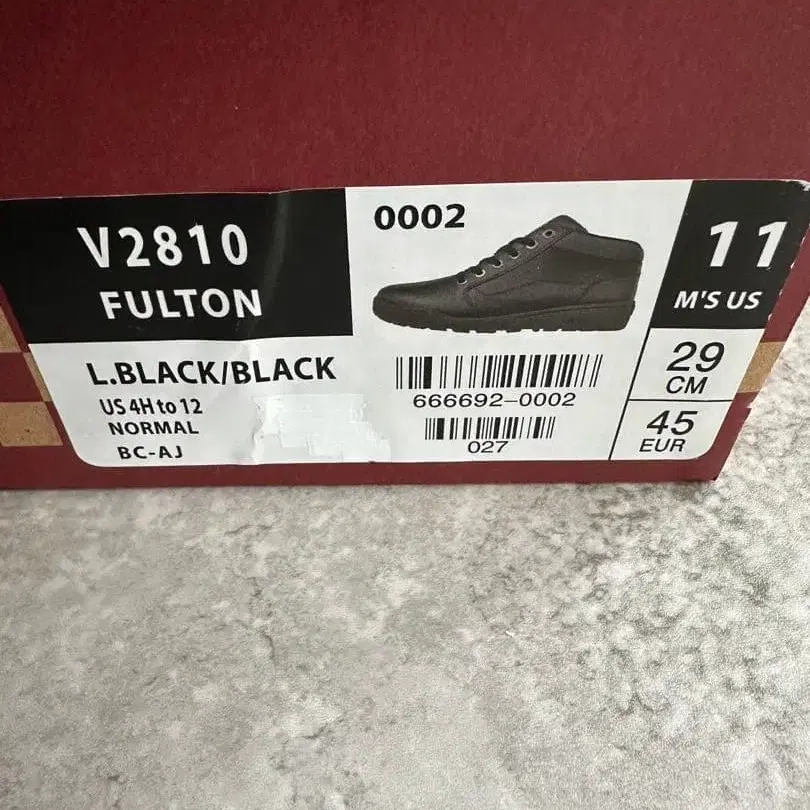 V2810
FULTON
L.BLACK/BLACK
US 4H to 12
NORMAL
BC-AJ
0002
666692-0002
027
11
M'S US
29
CM
45
EUR